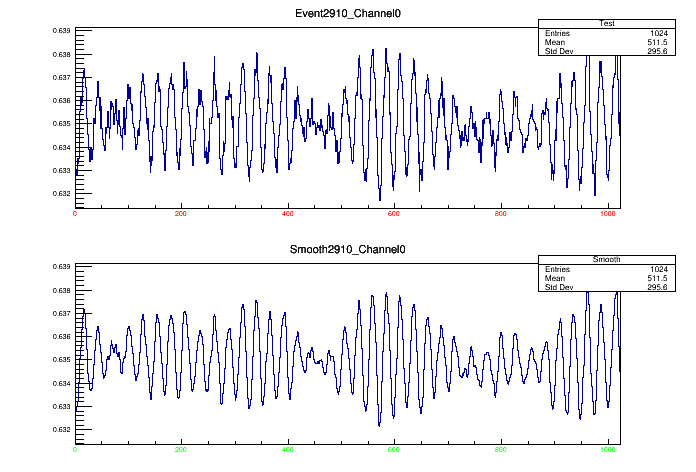 Event2910_Channel0
Test
Entries 1024
Mean 511.5
Std Dev 295.6
0.639
0.638
0.637
0.636
0.635
0.634
0.633
0.632
0 200 400 600 800 1000
Smooth2910_Channel0
Smooth
Entries 1024
Mean 511.5
Std Dev 295.6
0.639
0.638
0.637
0.636
0.635
0.634
0.633
0.632
0 200 400 600 800 1000